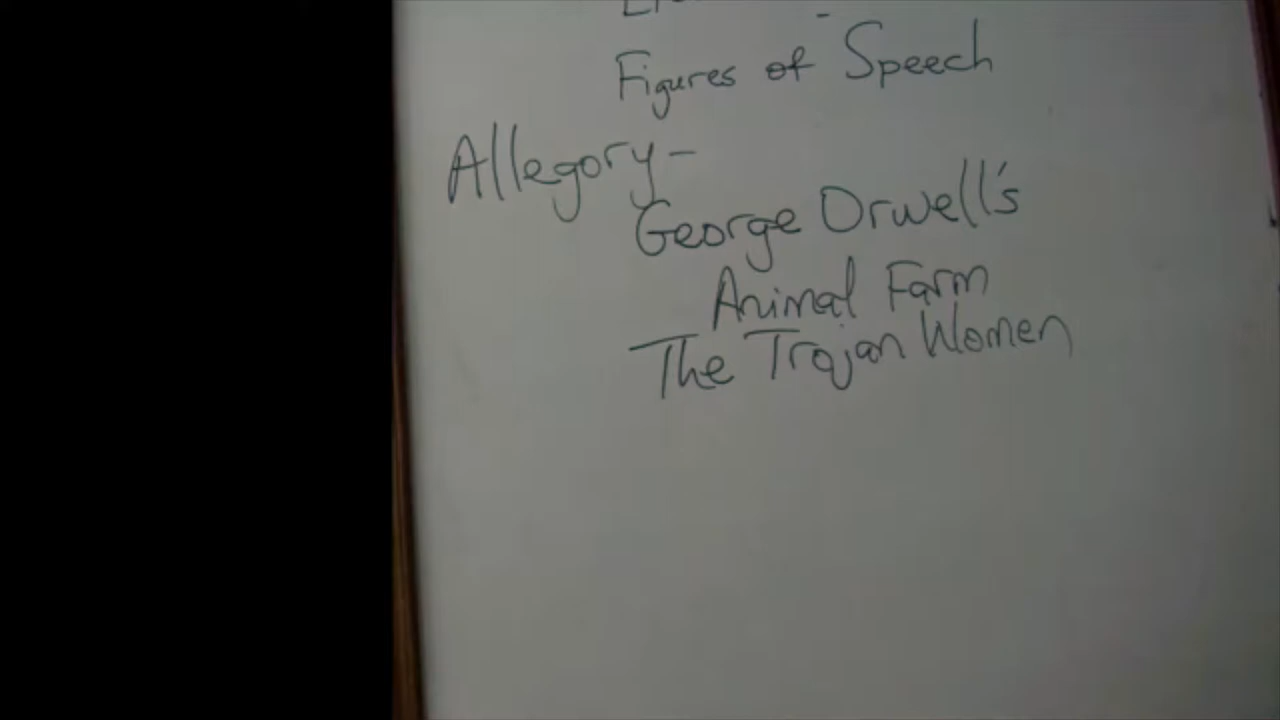 Figures of Speech
Allegory-
George Orwell's
Animal Farm
The Trojan Women